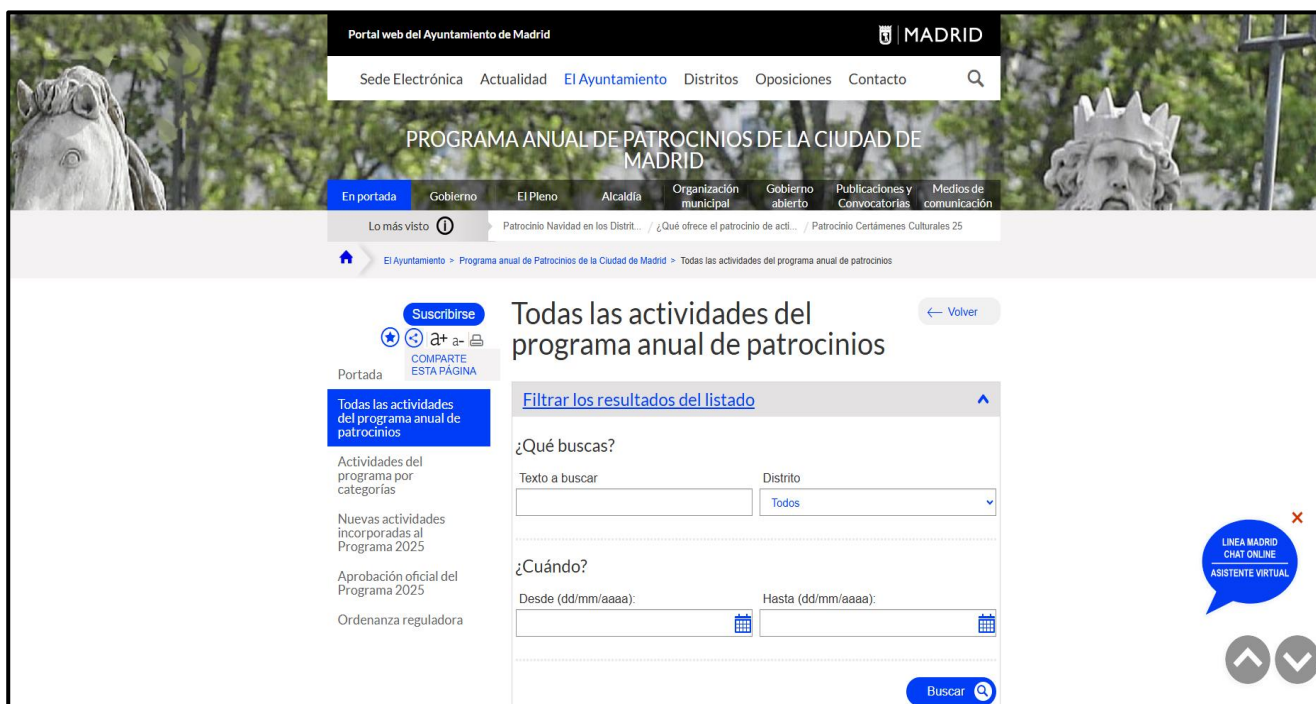 Portal web del Ayuntamiento de Madrid
MADRID
Sede Electrónica Actualidad El Ayuntamiento Distritos Oposiciones Contacto
PROGRAMA ANUAL DE PATROCINIOS DE LA CIUDAD DE
MADRID
En portada Gobierno El Pleno Alcaldía Organización municipal Gobierno abierto Publicaciones y Convocatorias Medios de comunicación
Lo más visto Patrocinio Navidad en los Distrit... / ¿Qué ofrece el patrocinio de acti... / Patrocinio Certámenes Culturales 25
El Ayuntamiento > Programa anual de Patrocinios de la Ciudad de Madrid > Todas las actividades del programa anual de patrocinios
Suscribirse
a+ a-
COMPARTE
ESTA PÁGINA
Portada
Todas las actividades
del programa anual de
patrocinios
Actividades del
programa por
categorías
Nuevas actividades
incorporadas al
Programa 2025
Aprobación oficial del
Programa 2025
Ordenanza reguladora
Todas las actividades del
programa anual de patrocinios
← Volver
Filtrar los resultados del listado
¿Qué buscas?
Texto a buscar Distrito
Todos
¿Cuándo?
Desde (dd/mm/aaaa): Hasta (dd/mm/aaaa):
Buscar
LINEA MADRID
CHAT ONLINE
ASISTENTE VIRTUAL